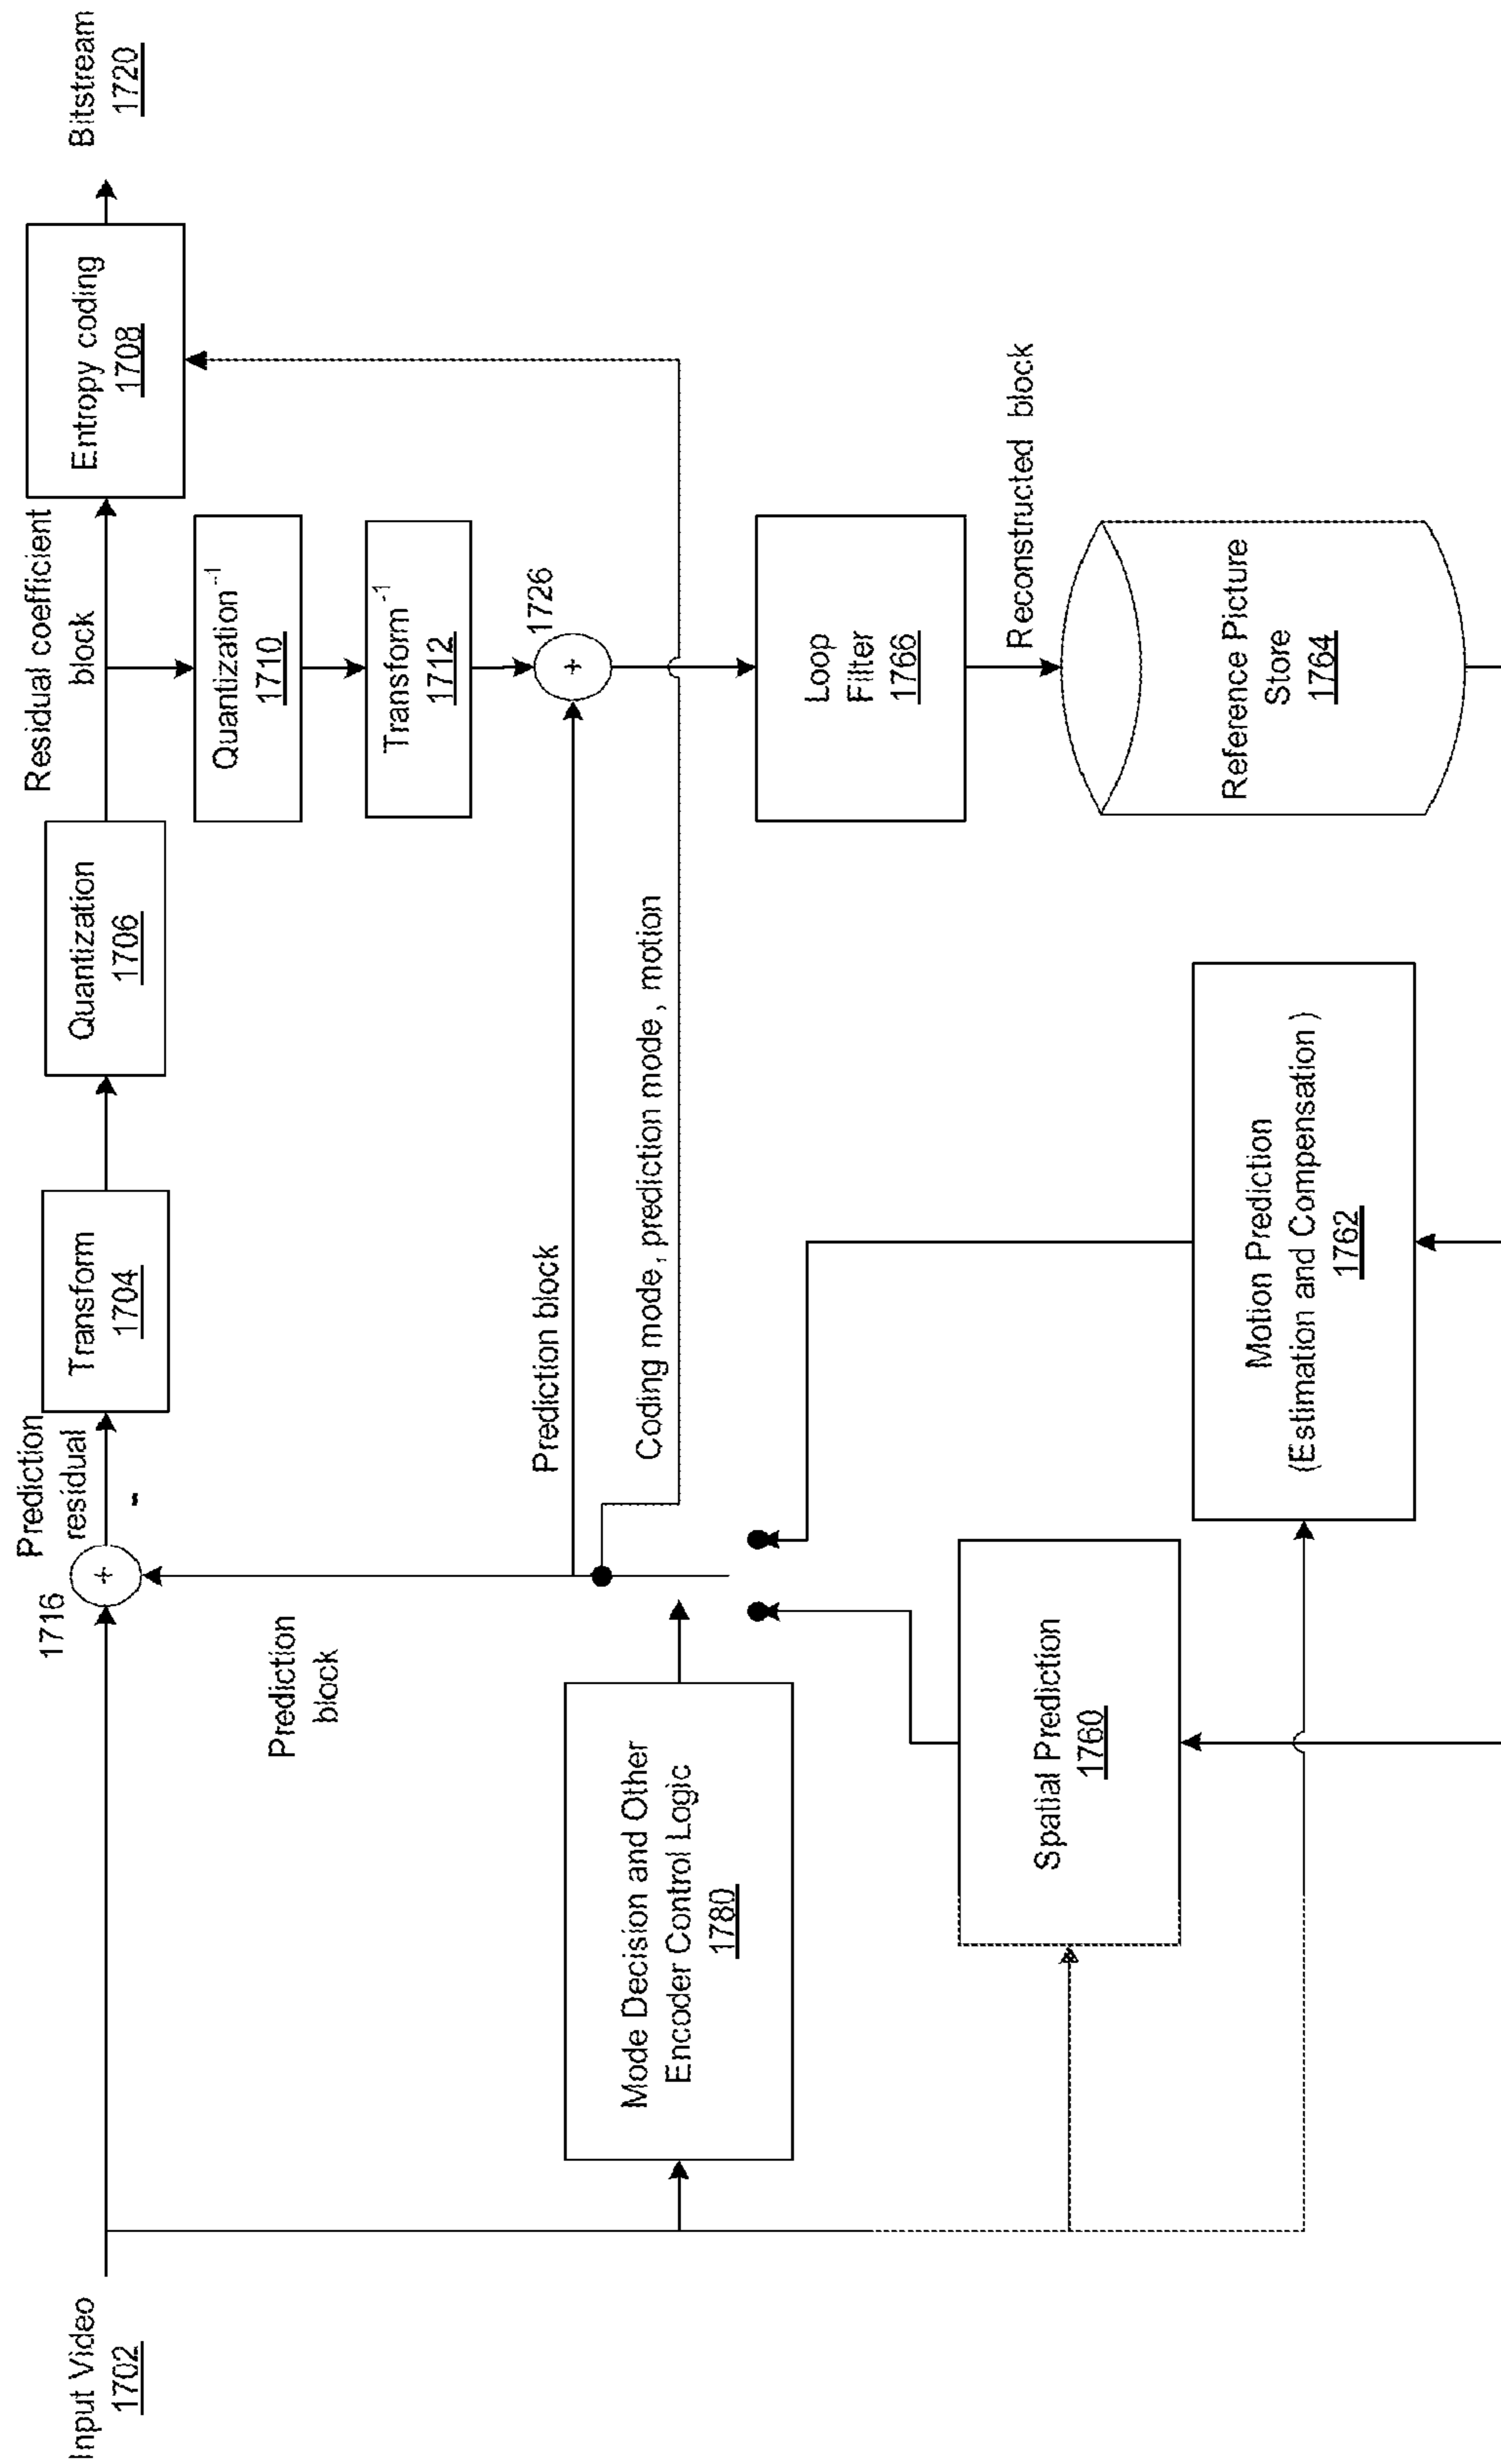 Input Video
1702
1716
+
Prediction
residual
-
Transform
1704
Quantization
1706
Residual coefficient
block
Entropy coding
1708
Bitstream
1720
Prediction
block
Quantization⁻¹
1710
Transform⁻¹
1712
1726
+
Prediction block
Coding mode, prediction mode, motion
Mode Decision and Other
Encoder Control Logic
1780
Loop
Filter
1766
Reconstructed block
Spatial Prediction
1760
Motion Prediction
(Estimation and Compensation)
1762
Reference Picture
Store
1764